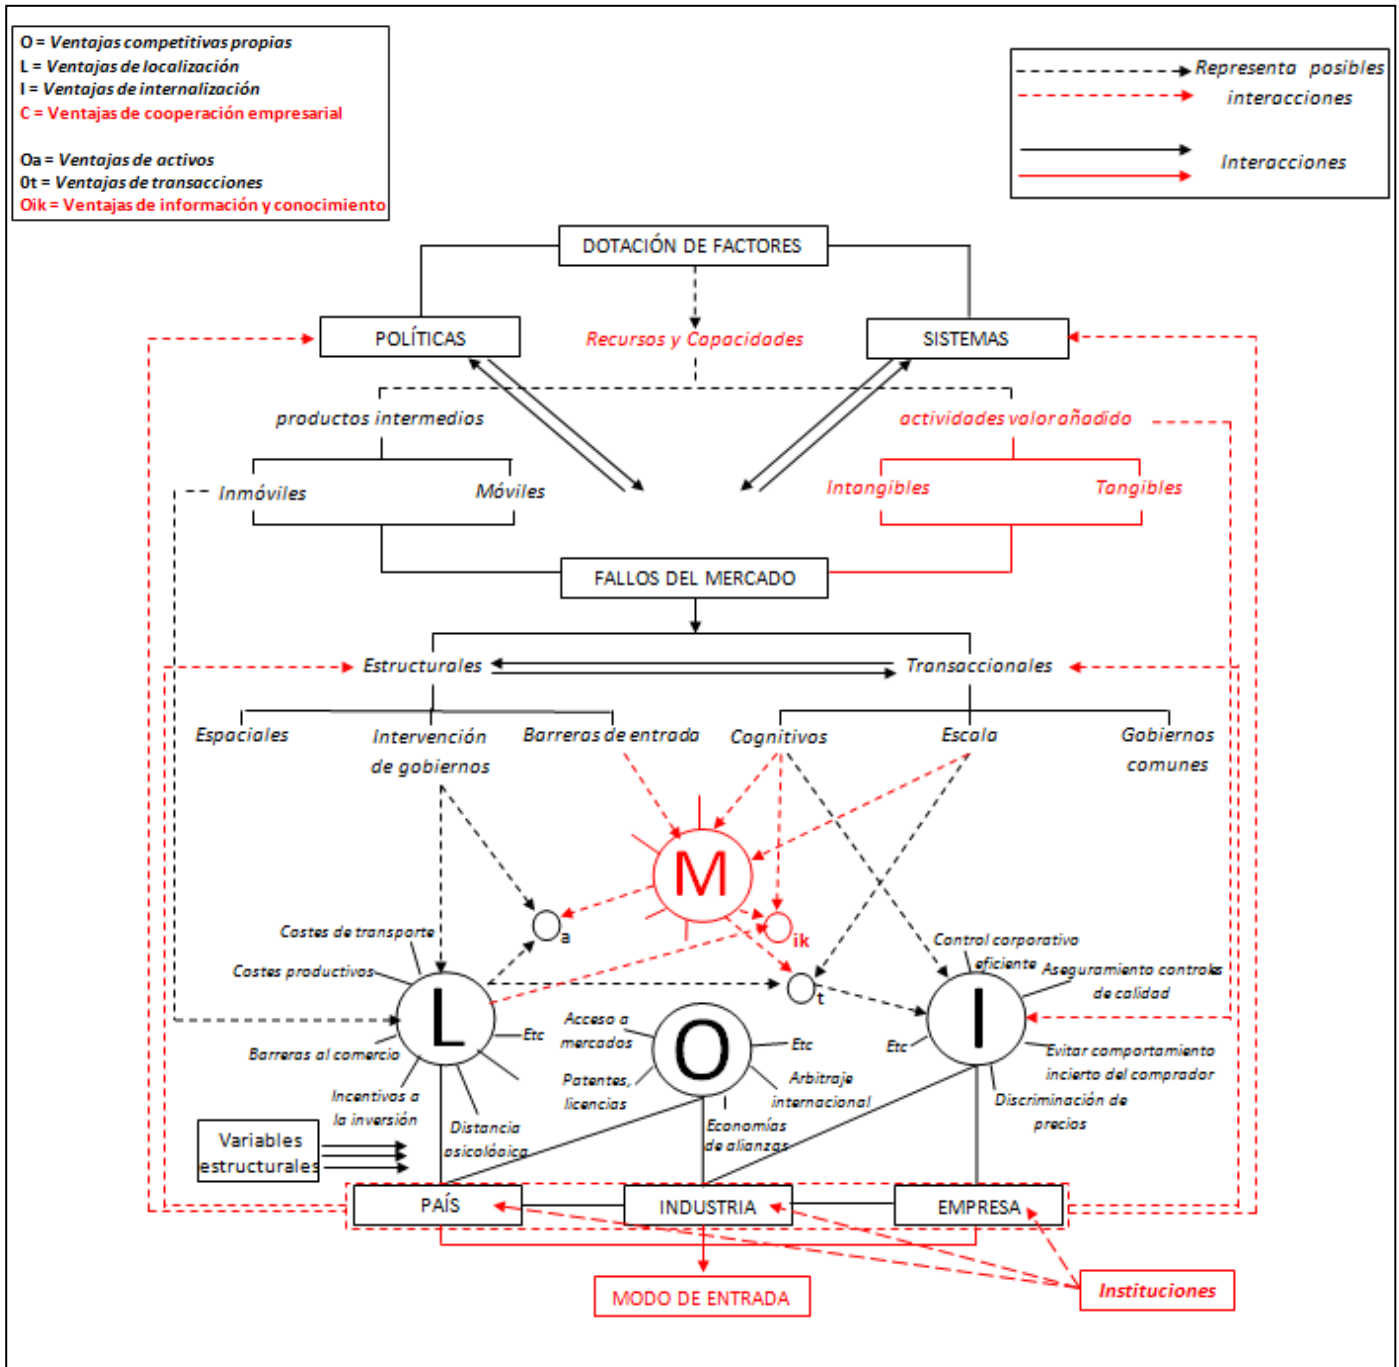 O = Ventajas competitivas propias
L = Ventajas de localización
I = Ventajas de internalización
C = Ventajas de cooperación empresarial
Oa = Ventajas de activos
0t = Ventajas de transacciones
Oik = Ventajas de información y conocimiento
Representa posibles
interacciones
Interacciones
DOTACIÓN DE FACTORES
POLÍTICAS
Recursos y Capacidades
SISTEMAS
productos intermedios
actividades valor añadido
Inmóviles
Móviles
Intangibles
Tangibles
FALLOS DEL MERCADO
Estructurales
Transaccionales
Espaciales
Intervención
de gobiernos
Barreras de entrada
Cognitivos
Escala
Gobiernos
comunes
M
a
ik
t
Costes de transporte
Costes productivos
L
Etc
Barreras al comercio
Incentivos a
la inversión
Distancia
psicológica
Acceso a
mercados
O
Etc
Patentes,
licencias
Arbitraje
internacional
Economías
de alianzas
Control corporativo
eficiente
Aseguramiento controles
de calidad
I
Etc
Evitar comportamiento
incierto del comprador
Discriminación de
precios
Variables
estructurales
PAÍS
INDUSTRIA
EMPRESA
MODO DE ENTRADA
Instituciones